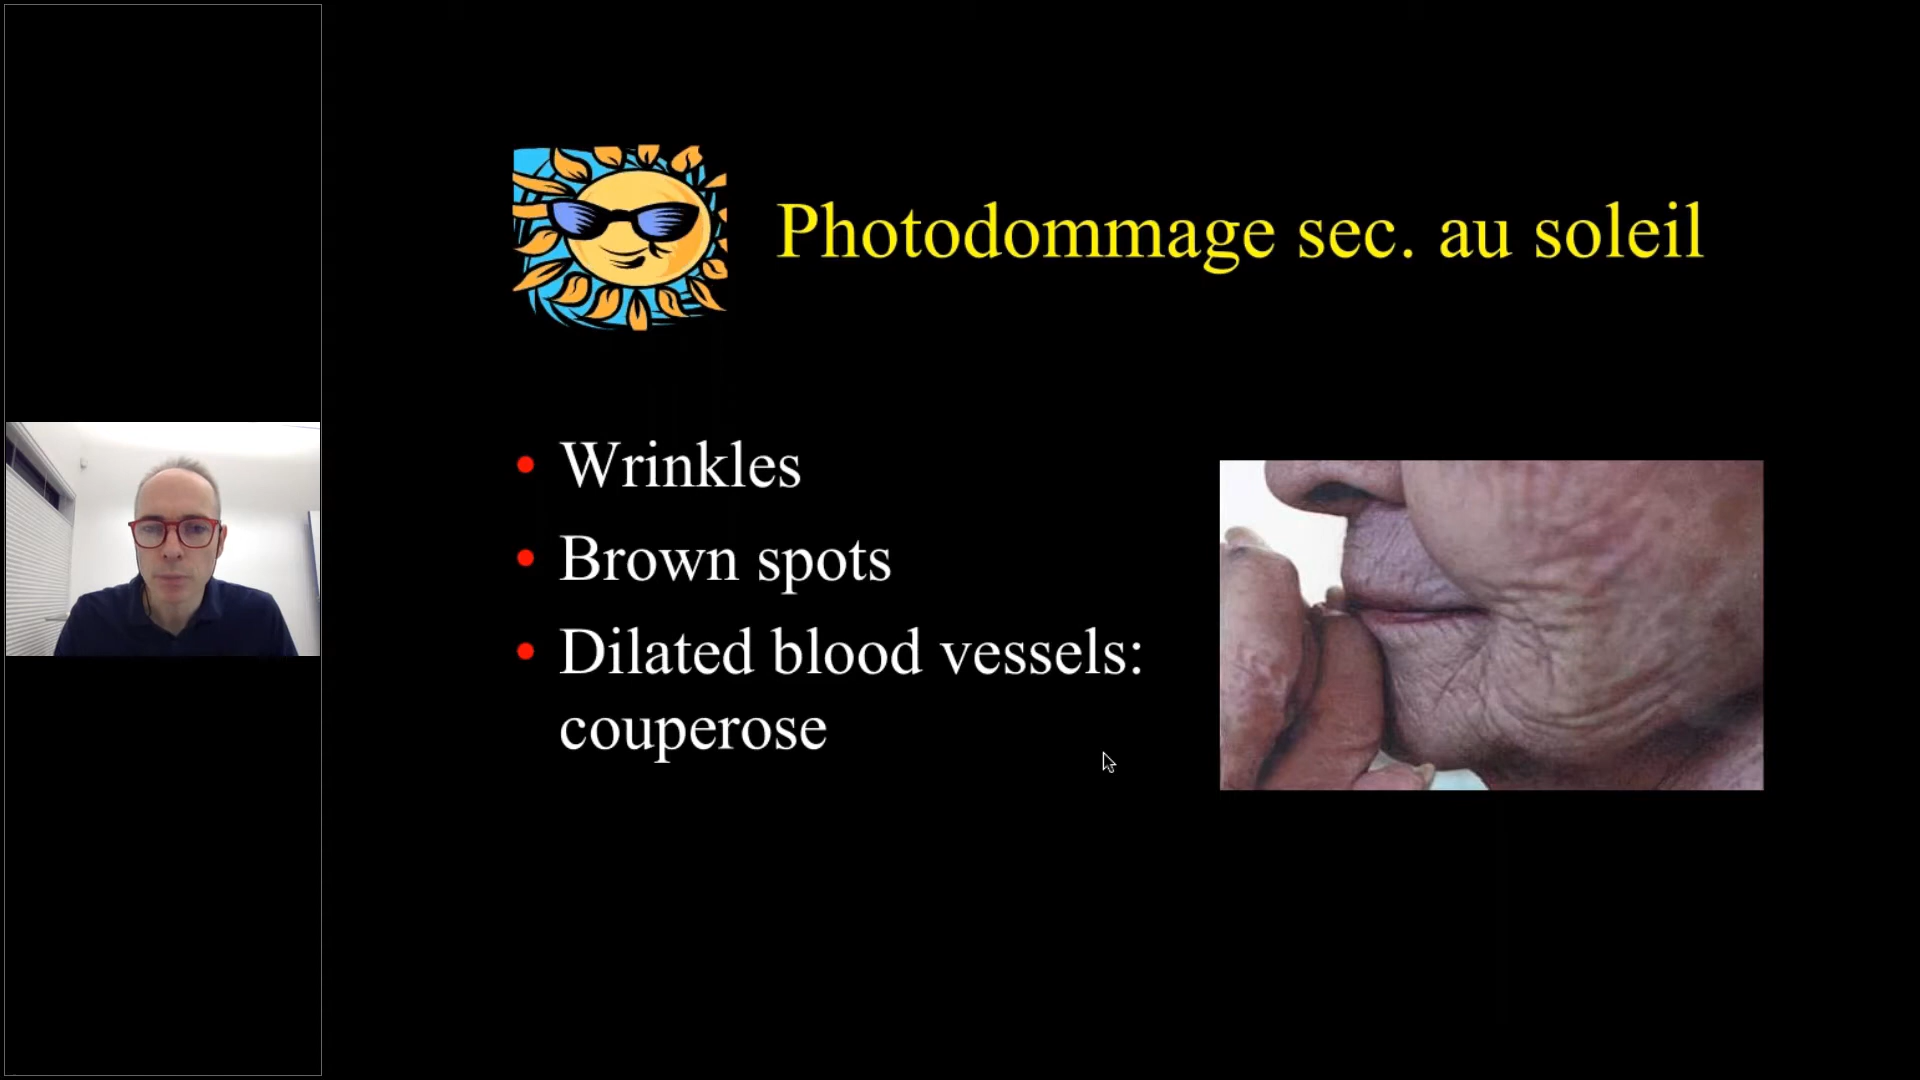 Photodommage sec. au soleil
• Wrinkles
• Brown spots
• Dilated blood vessels:
couperose